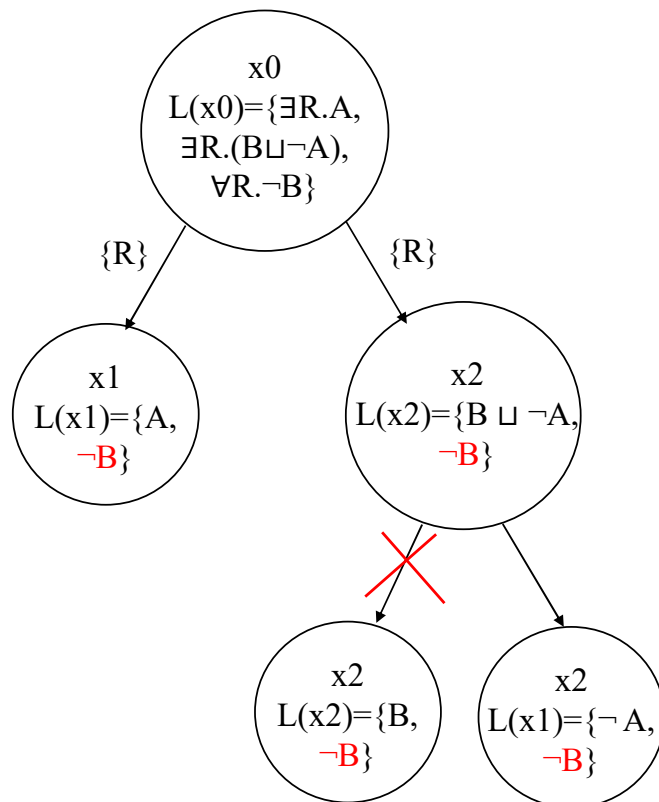 x0
L(x0)={∃R.A,
∃R.(B⊔¬A),
∀R.¬B}
{R}
{R}
x1
L(x1)={A,
¬B}
x2
L(x2)={B ⊔ ¬A,
¬B}
x2
L(x2)={B,
¬B}
x2
L(x1)={¬ A,
¬B}